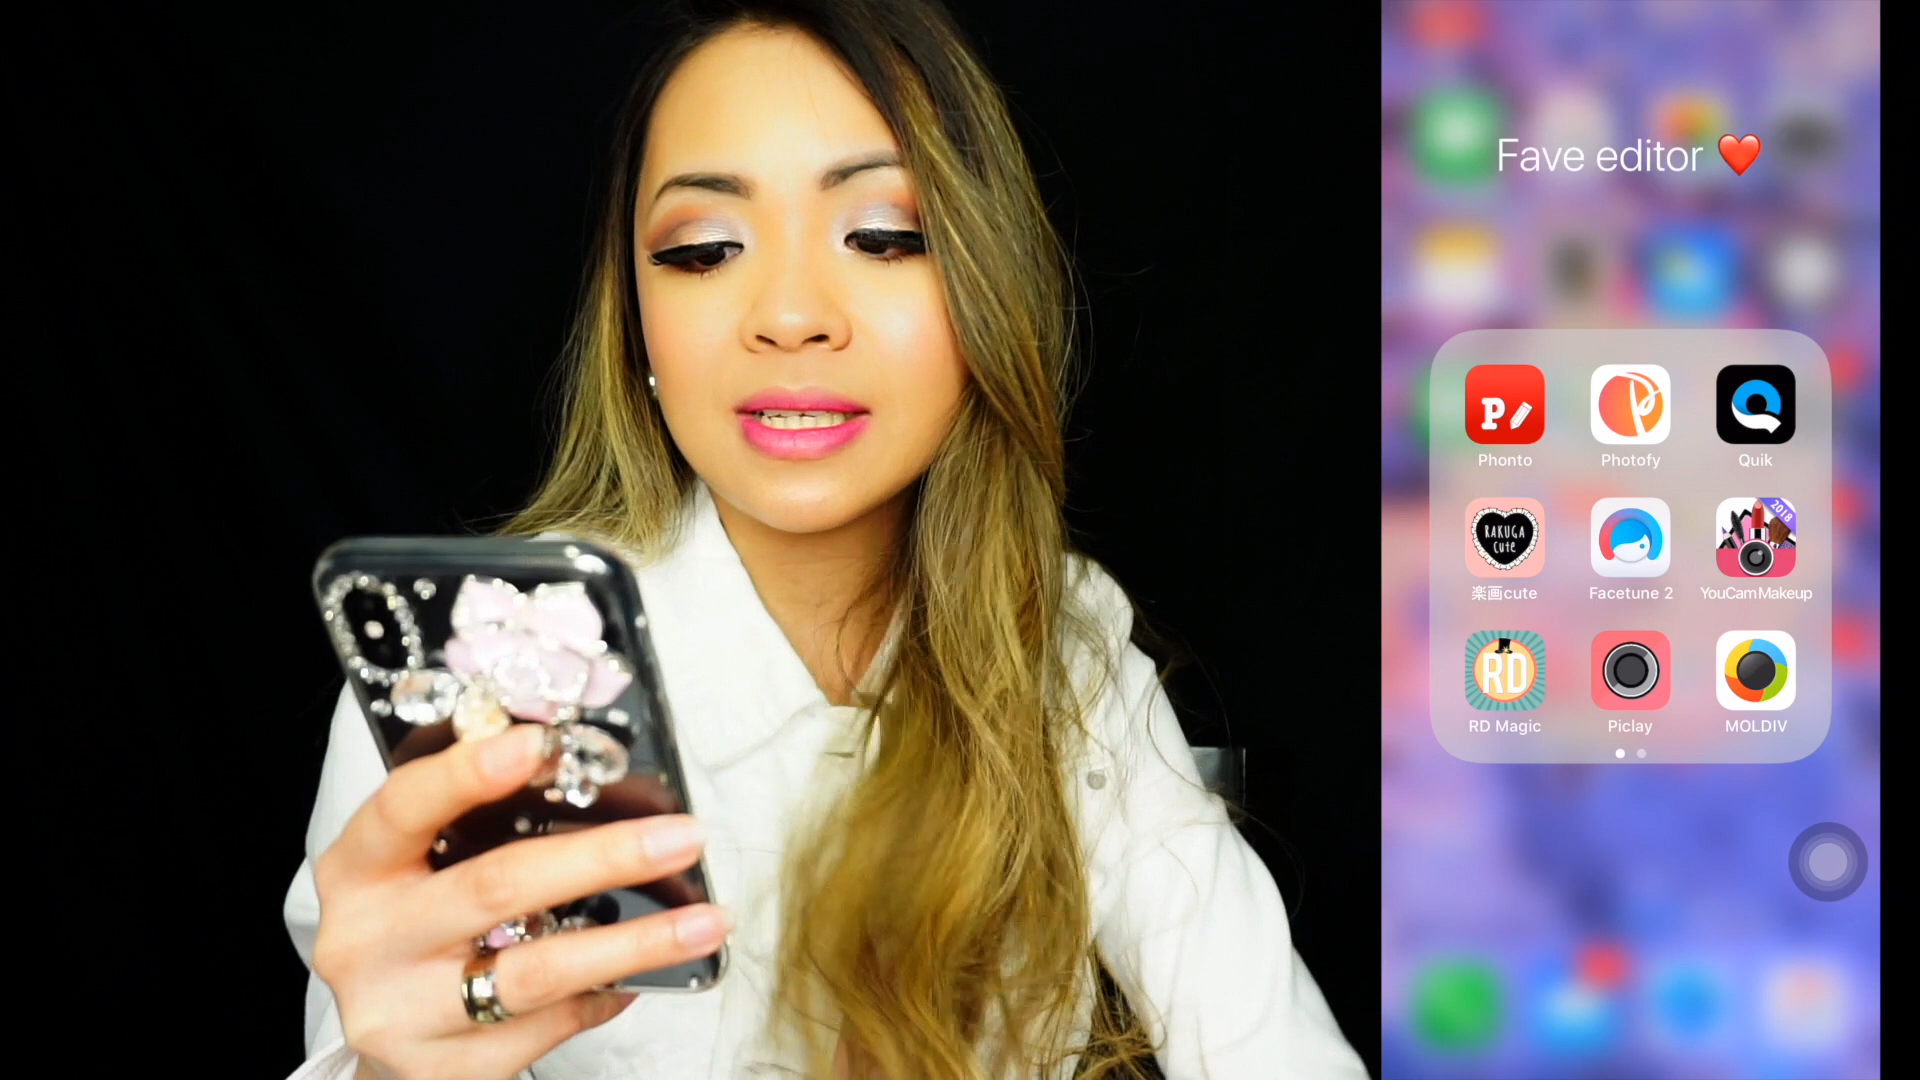 Fave editor ❤️
P
Phonto
Photofy
Quik
RAKUGA
Cute
楽画cute
Facetune 2
2018
YouCamMakeup
RD
RD Magic
Piclay
MOLDIV